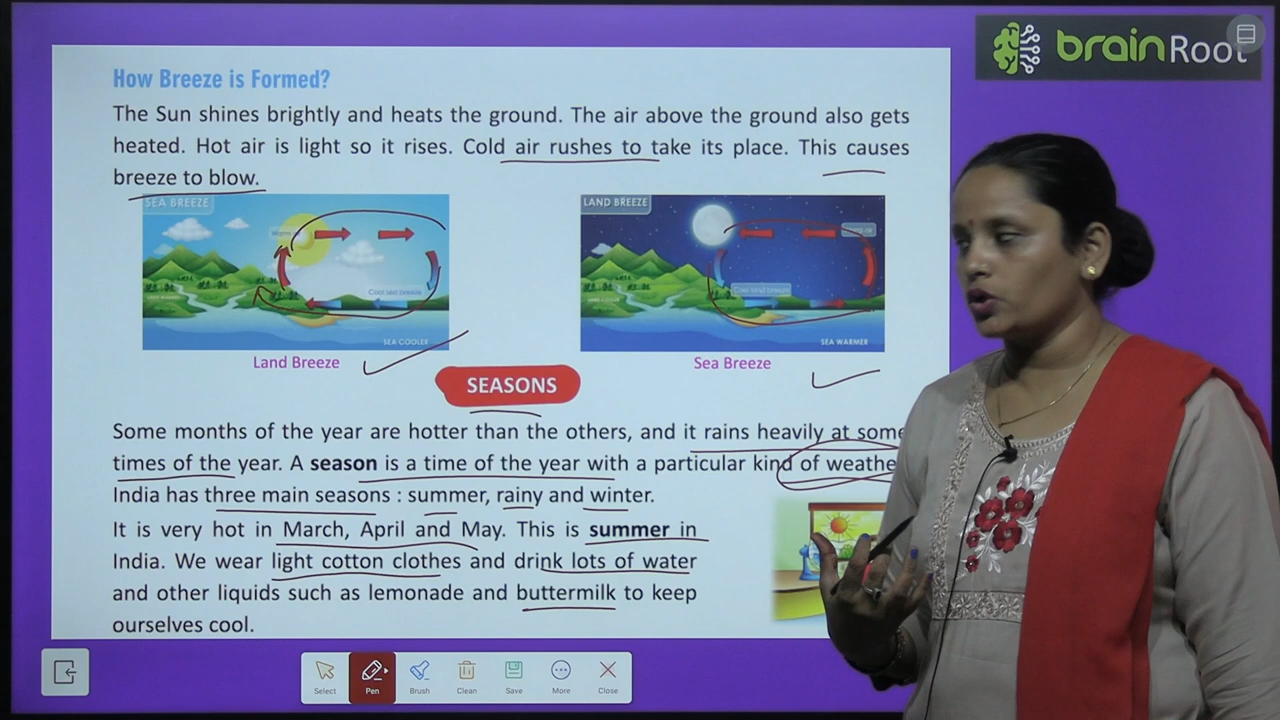 brainRoot
How Breeze is Formed?
The Sun shines brightly and heats the ground. The air above the ground also gets
heated. Hot air is light so it rises. Cold air rushes to take its place. This causes
breeze to blow.
SEA BREEZE
LAND BREEZE
Cool sea breeze
Cool land breeze
SEA COOLER
SEA WARMER
Land Breeze
Sea Breeze
SEASONS
Some months of the year are hotter than the others, and it rains heavily at some
times of the year. A season is a time of the year with a particular kind of weathe
India has three main seasons : summer, rainy and winter.
It is very hot in March, April and May. This is summer in
India. We wear light cotton clothes and drink lots of water
and other liquids such as lemonade and buttermilk to keep
ourselves cool.
Select Pen Brush Clean Save More Close